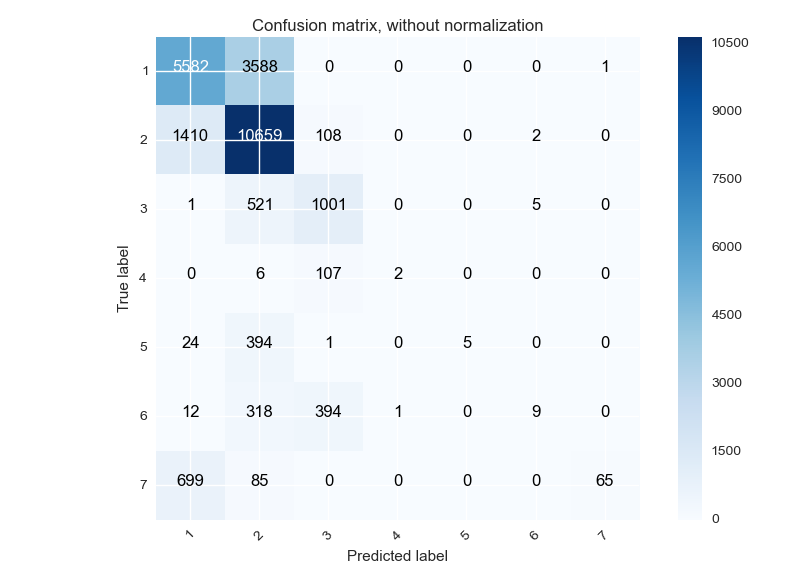 Confusion matrix, without normalization
1 5582 3588 0 0 0 0 1
2 1410 10659 108 0 0 2 0
3 1 521 1001 0 0 5 0
4 0 6 107 2 0 0 0
5 24 394 1 0 5 0 0
6 12 318 394 1 0 9 0
7 699 85 0 0 0 0 65
1 2 3 4 5 6 7
True label
Predicted label
10500
9000
7500
6000
4500
3000
1500
0